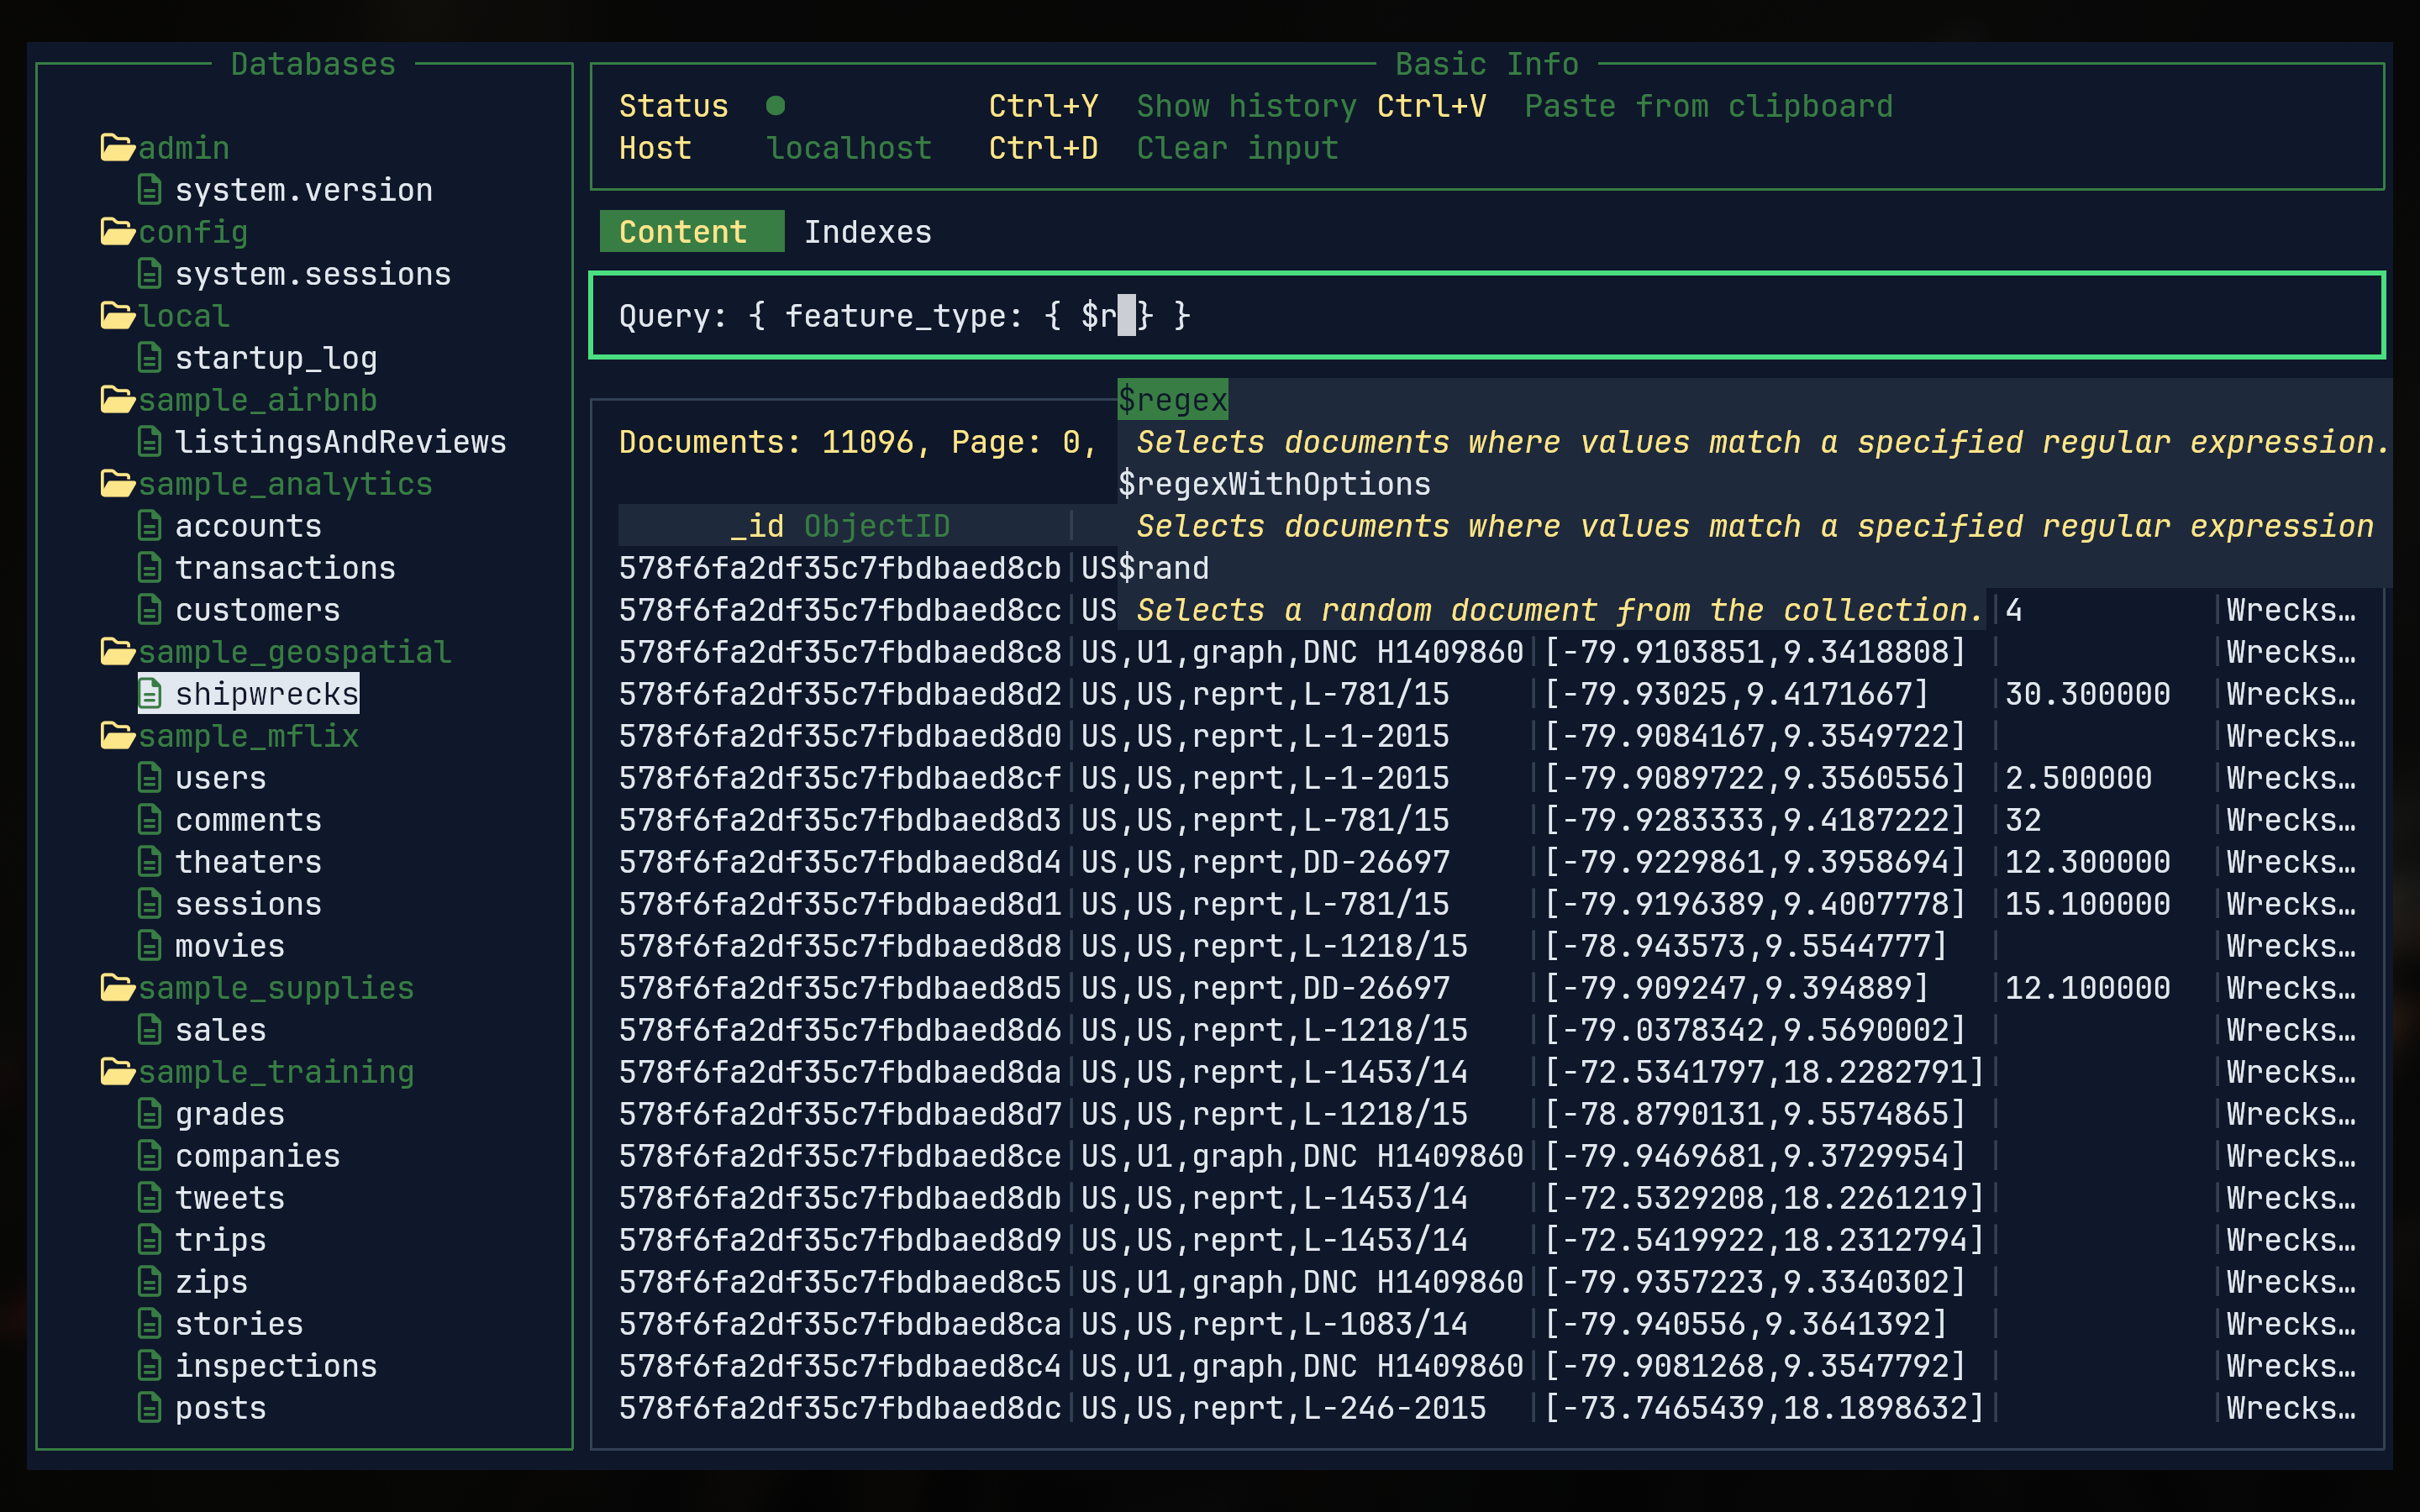 Databases
admin
system.version
config
system.sessions
local
startup_log
sample_airbnb
listingsAndReviews
sample_analytics
accounts
transactions
customers
sample_geospatial
shipwrecks
sample_mflix
users
comments
theaters
sessions
movies
sample_supplies
sales
sample_training
grades
companies
tweets
trips
zips
stories
inspections
posts
Basic Info
Status ● Ctrl+Y Show history Ctrl+V Paste from clipboard
Host localhost Ctrl+D Clear input
Content Indexes
Query: { feature_type: { $r } }
$regex
Documents: 11096, Page: 0, Selects documents where values match a specified regular expression.
$regexWithOptions
_id ObjectID | Selects documents where values match a specified regular expression
578f6fa2df35c7fbdbaed8cb|US$rand
578f6fa2df35c7fbdbaed8cc|US Selects a random document from the collection.|4 |Wrecks…
578f6fa2df35c7fbdbaed8c8|US,U1,graph,DNC H1409860|[-79.9103851,9.3418808] | |Wrecks…
578f6fa2df35c7fbdbaed8d2|US,US,reprt,L-781/15 |[-79.93025,9.4171667] |30.300000 |Wrecks…
578f6fa2df35c7fbdbaed8d0|US,US,reprt,L-1-2015 |[-79.9084167,9.3549722] | |Wrecks…
578f6fa2df35c7fbdbaed8cf|US,US,reprt,L-1-2015 |[-79.9089722,9.3560556] |2.500000 |Wrecks…
578f6fa2df35c7fbdbaed8d3|US,US,reprt,L-781/15 |[-79.9283333,9.4187222] |32 |Wrecks…
578f6fa2df35c7fbdbaed8d4|US,US,reprt,DD-26697 |[-79.9229861,9.3958694] |12.300000 |Wrecks…
578f6fa2df35c7fbdbaed8d1|US,US,reprt,L-781/15 |[-79.9196389,9.4007778] |15.100000 |Wrecks…
578f6fa2df35c7fbdbaed8d8|US,US,reprt,L-1218/15 |[-78.943573,9.5544777] | |Wrecks…
578f6fa2df35c7fbdbaed8d5|US,US,reprt,DD-26697 |[-79.909247,9.394889] |12.100000 |Wrecks…
578f6fa2df35c7fbdbaed8d6|US,US,reprt,L-1218/15 |[-79.0378342,9.5690002] | |Wrecks…
578f6fa2df35c7fbdbaed8da|US,US,reprt,L-1453/14 |[-72.5341797,18.2282791]| |Wrecks…
578f6fa2df35c7fbdbaed8d7|US,US,reprt,L-1218/15 |[-78.8790131,9.5574865] | |Wrecks…
578f6fa2df35c7fbdbaed8ce|US,U1,graph,DNC H1409860|[-79.9469681,9.3729954] | |Wrecks…
578f6fa2df35c7fbdbaed8db|US,US,reprt,L-1453/14 |[-72.5329208,18.2261219]| |Wrecks…
578f6fa2df35c7fbdbaed8d9|US,US,reprt,L-1453/14 |[-72.5419922,18.2312794]| |Wrecks…
578f6fa2df35c7fbdbaed8c5|US,U1,graph,DNC H1409860|[-79.9357223,9.3340302] | |Wrecks…
578f6fa2df35c7fbdbaed8ca|US,US,reprt,L-1083/14 |[-79.940556,9.3641392] | |Wrecks…
578f6fa2df35c7fbdbaed8c4|US,U1,graph,DNC H1409860|[-79.9081268,9.3547792] | |Wrecks…
578f6fa2df35c7fbdbaed8dc|US,US,reprt,L-246-2015 |[-73.7465439,18.1898632]| |Wrecks…